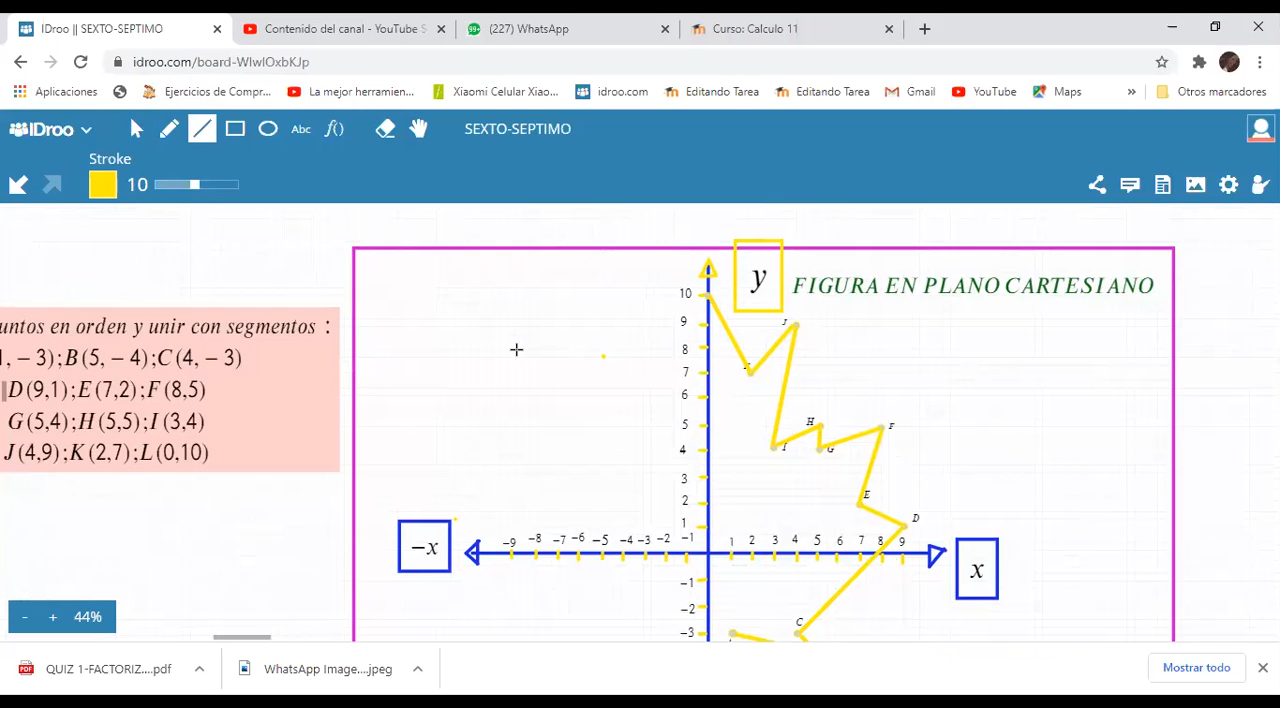 IDroo || SEXTO-SEPTIMO
Contenido del canal - YouTube S
99+ (227) WhatsApp
Curso: Calculo 11
idroo.com/board-WlwlOxbKJp
Aplicaciones
Ejercicios de Compr...
La mejor herramien...
Xiaomi Celular Xiao...
idroo.com
Editando Tarea
Editando Tarea
Gmail
YouTube
Maps
»
Otros marcadores
IDroo
Abc
f()
SEXTO-SEPTIMO
Stroke
10
y
FIGURA EN PLANO CARTESIANO
untos en orden y unir con segmentos :
, − 3);B(5, − 4);C(4, − 3)
D(9,1);E(7,2);F(8,5)
G(5,4);H(5,5);I(3,4)
J(4,9);K(2,7);L(0,10)
10
9
J
8
7
6
5
H
F
4
I
G
3
2
E
1
D
−x
−9 −8 −7 −6 −5 −4 −3 −2 −1 1 2 3 4 5 6 7 8 9
x
−1
−2
−3
C
- + 44%
QUIZ 1-FACTORIZ....pdf
WhatsApp Image....jpeg
Mostrar todo